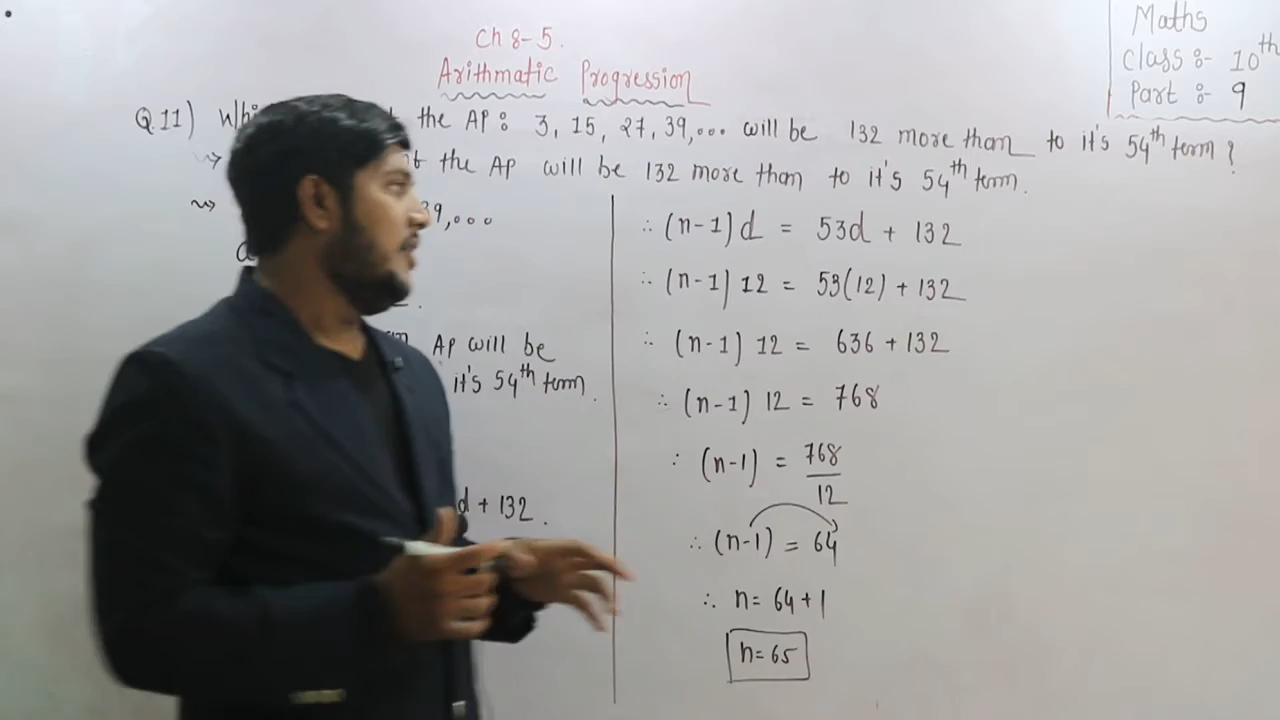 Ch 8-5.
Arithmatic Progression
Maths
Class :- 10th
Part :- 9
Q.11) the AP : 3, 15, 27, 39,... will be 132 more than to it's 54th term ?
the AP will be 132 more than to it's 54th term.
39,...
AP will be
it's 54th term.
d + 132.
∴ (n-1)d = 53d + 132
∴ (n-1) 12 = 53(12) + 132
∴ (n-1) 12 = 636 + 132
∴ (n-1) 12 = 768
∴ (n-1) = 768/12
∴ (n-1) = 64
∴ n = 64 + 1
n = 65